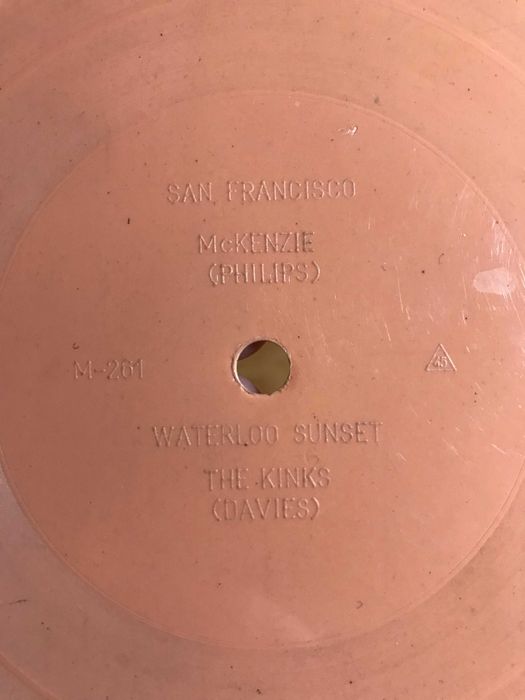 SAN FRANCISCO
McKENZIE
(PHILIPS)
M-261
45
WATERLOO SUNSET
THE KINKS
(DAVIES)